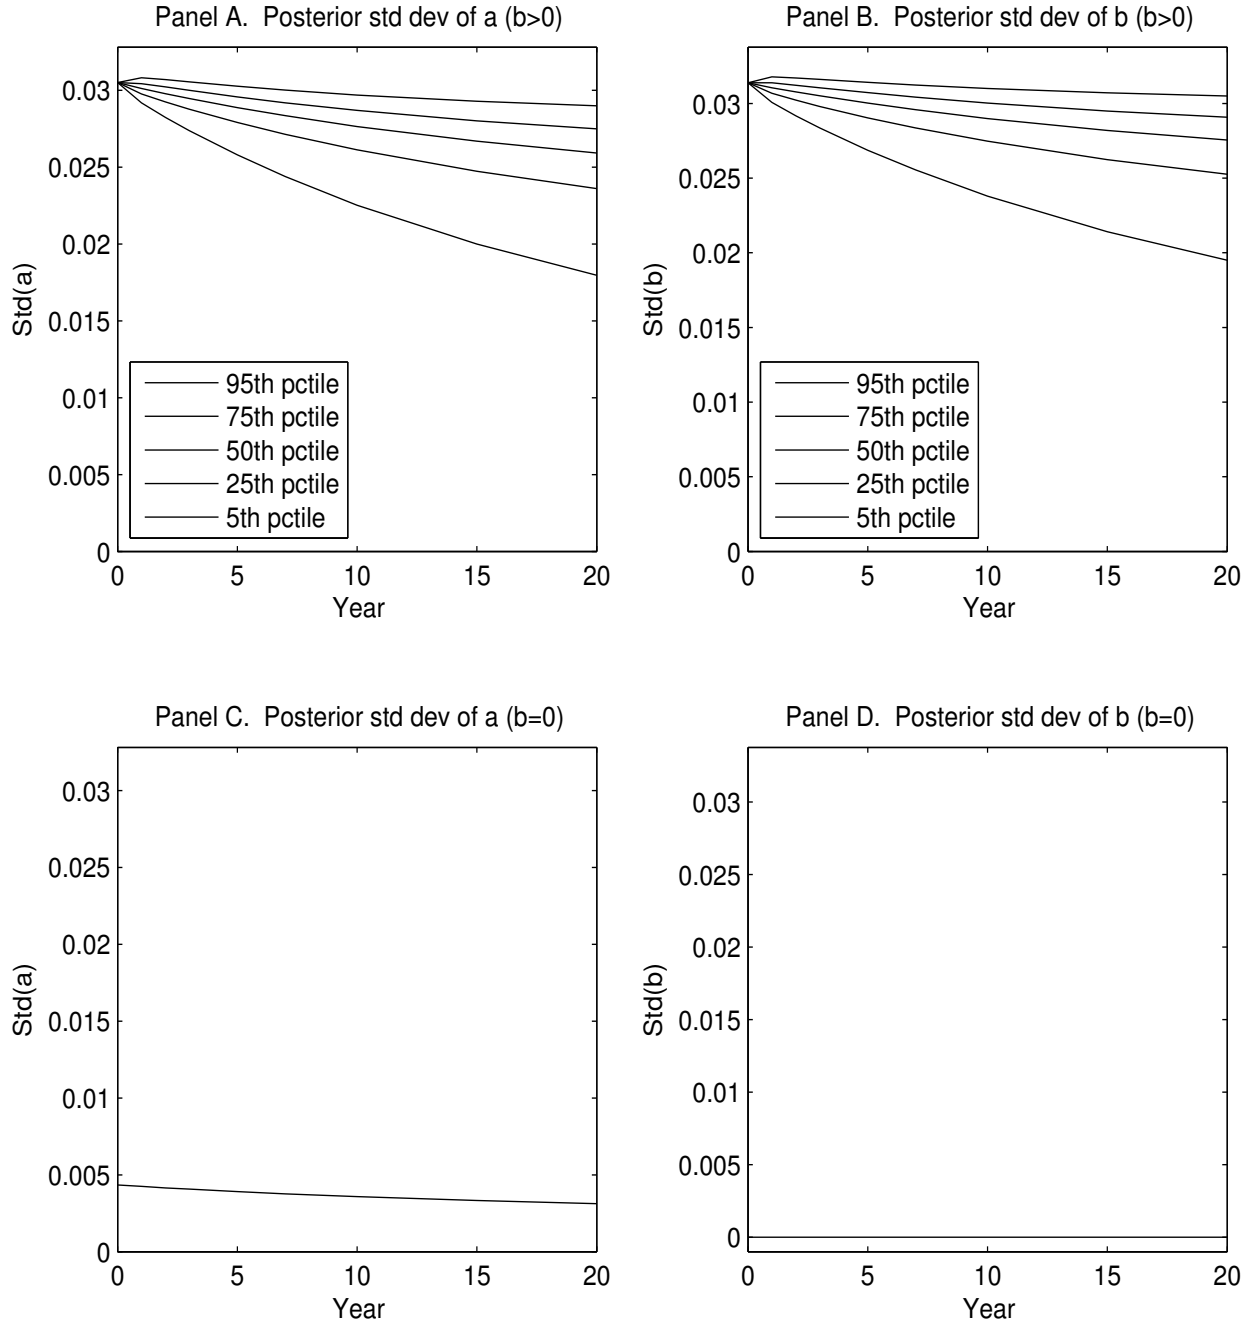 Panel A. Posterior std dev of a (b>0)
0.03
0.025
0.02
0.015
0.01
0.005
0
Std(a)
95th pctile
75th pctile
50th pctile
25th pctile
5th pctile
0 5 10 15 20
Year
Panel B. Posterior std dev of b (b>0)
0.03
0.025
0.02
0.015
0.01
0.005
0
Std(b)
95th pctile
75th pctile
50th pctile
25th pctile
5th pctile
0 5 10 15 20
Year
Panel C. Posterior std dev of a (b=0)
0.03
0.025
0.02
0.015
0.01
0.005
0
Std(a)
0 5 10 15 20
Year
Panel D. Posterior std dev of b (b=0)
0.03
0.025
0.02
0.015
0.01
0.005
0
Std(b)
0 5 10 15 20
Year